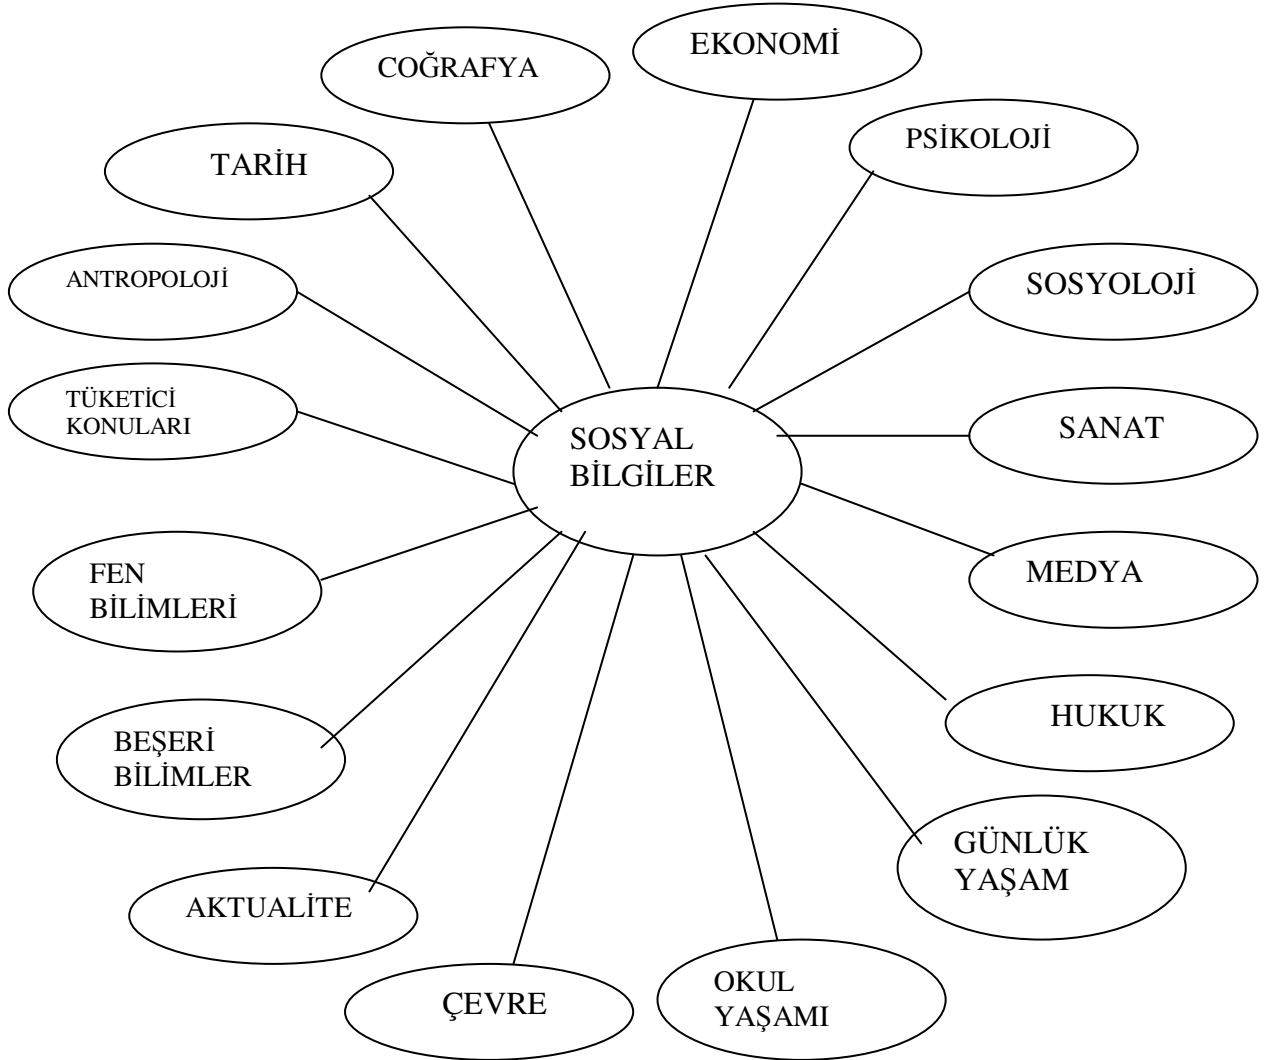 EKONOMİ
COĞRAFYA
PSİKOLOJİ
TARİH
ANTROPOLOJİ
SOSYOLOJİ
TÜKETİCİ
KONULARI
SANAT
SOSYAL
BİLGİLER
FEN
BİLİMLERİ
MEDYA
HUKUK
BEŞERİ
BİLİMLER
GÜNLÜK
YAŞAM
AKTUALİTE
OKUL
YAŞAMI
ÇEVRE